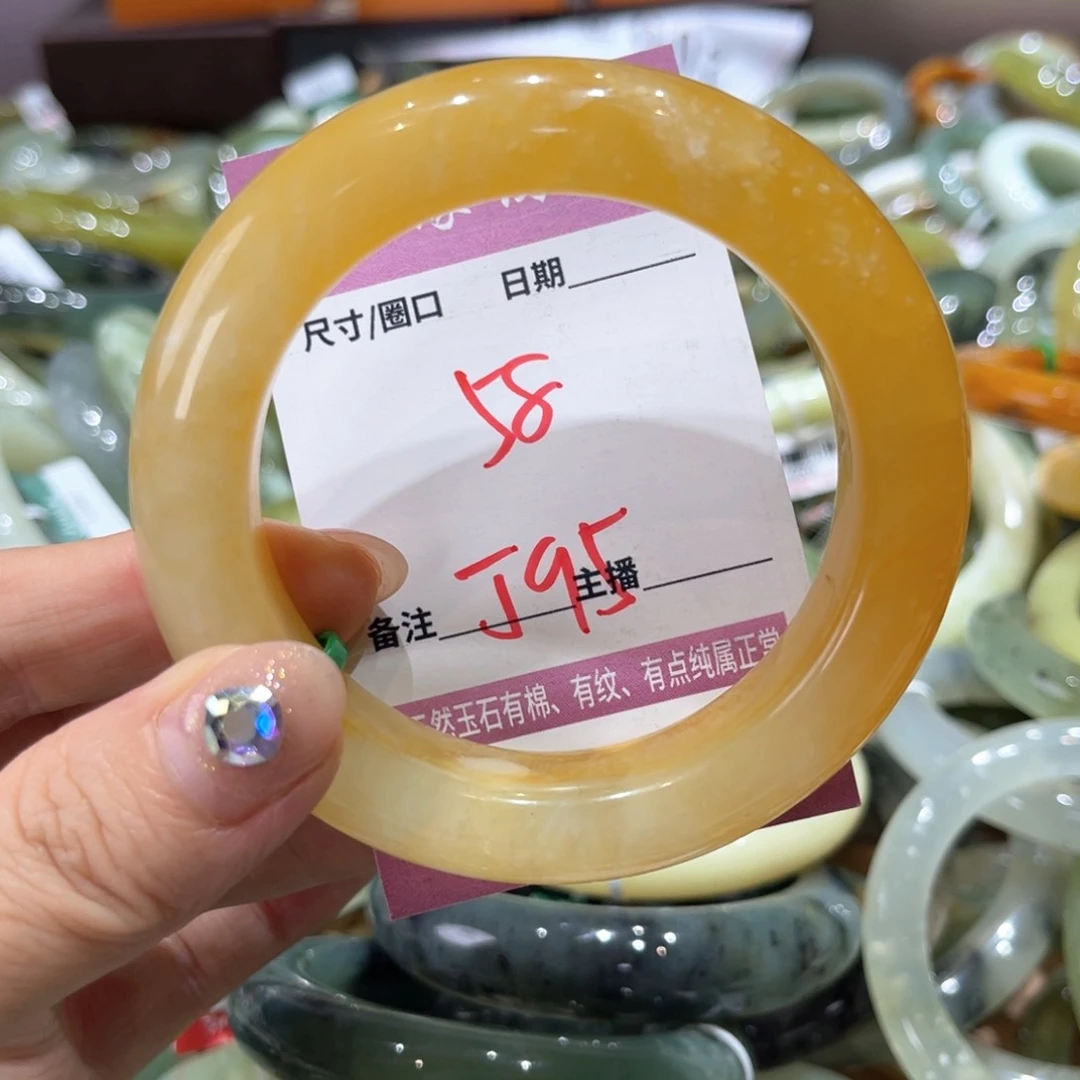 尺寸/圈口 日期
58
J95
备注 主播
然玉石有棉、有纹、有点纯属正常